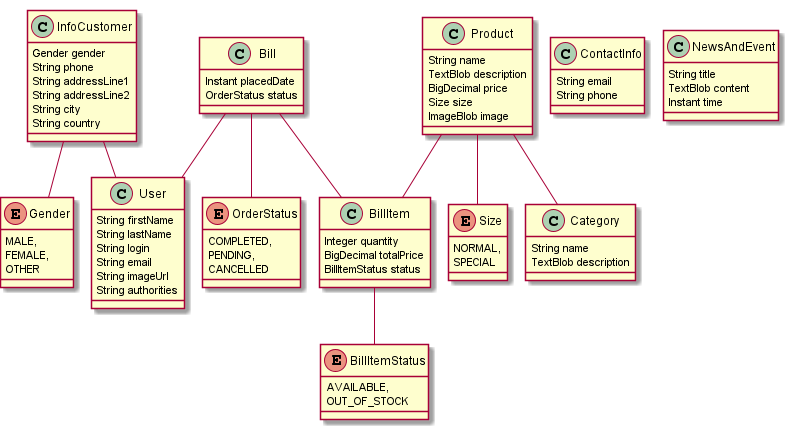 C InfoCustomer
Gender gender
String phone
String addressLine1
String addressLine2
String city
String country
C Bill
Instant placedDate
OrderStatus status
C Product
String name
TextBlob description
BigDecimal price
Size size
ImageBlob image
C ContactInfo
String email
String phone
C NewsAndEvent
String title
TextBlob content
Instant time
E Gender
MALE,
FEMALE,
OTHER
C User
String firstName
String lastName
String login
String email
String imageUrl
String authorities
E OrderStatus
COMPLETED,
PENDING,
CANCELLED
C BillItem
Integer quantity
BigDecimal totalPrice
BillItemStatus status
E Size
NORMAL,
SPECIAL
C Category
String name
TextBlob description
E BillItemStatus
AVAILABLE,
OUT_OF_STOCK